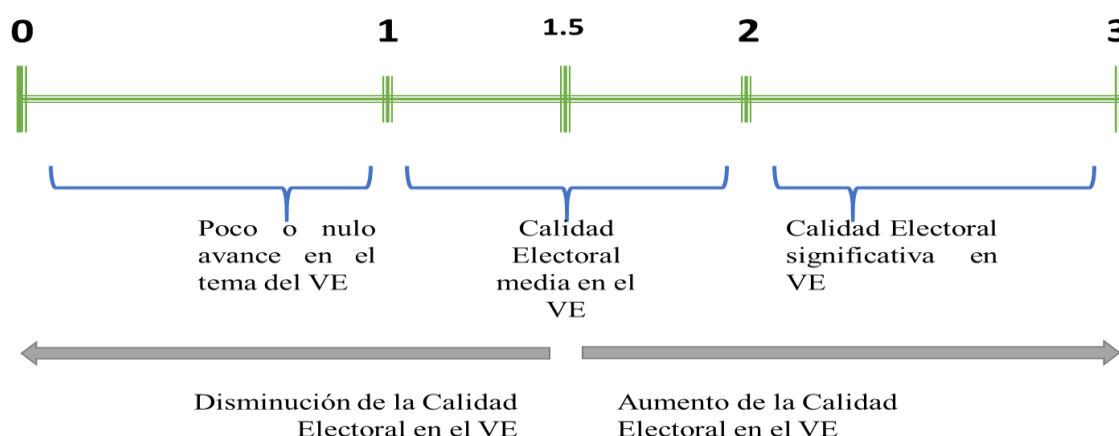 0 1 1.5 2 3
Poco o nulo
avance en el
tema del VE
Calidad
Electoral
media en el
VE
Calidad Electoral
significativa en
VE
Disminución de la Calidad
Electoral en el VE
Aumento de la Calidad
Electoral en el VE